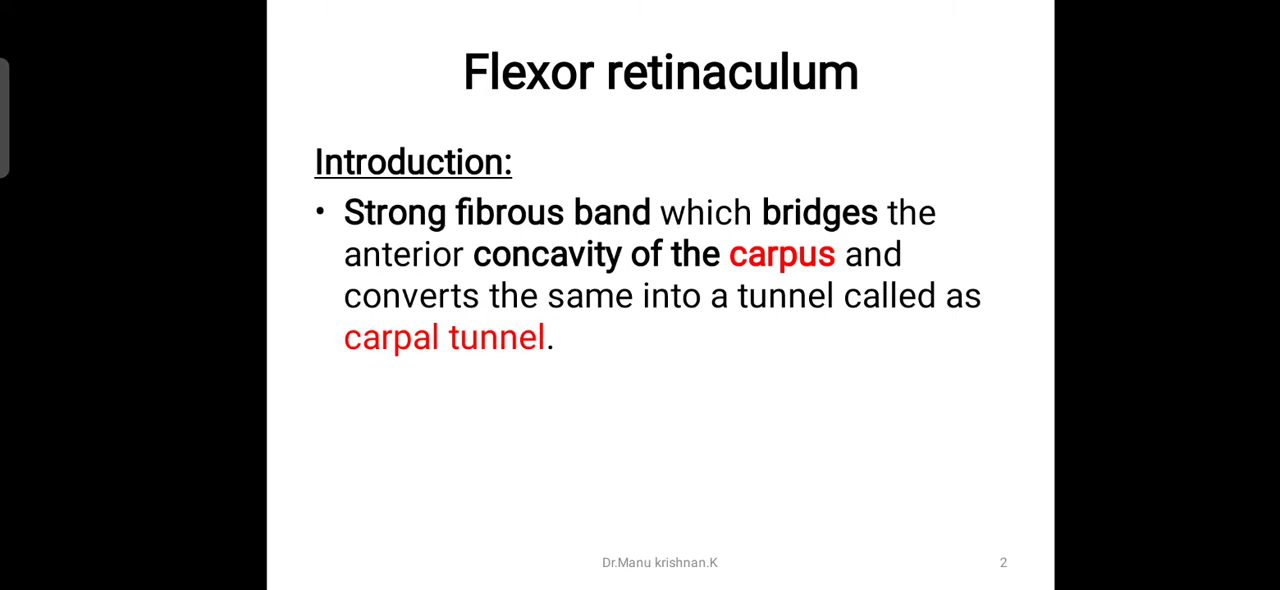 Flexor retinaculum
Introduction:
• Strong fibrous band which bridges the
anterior concavity of the carpus and
converts the same into a tunnel called as
carpal tunnel.
Dr.Manu krishnan.K
2